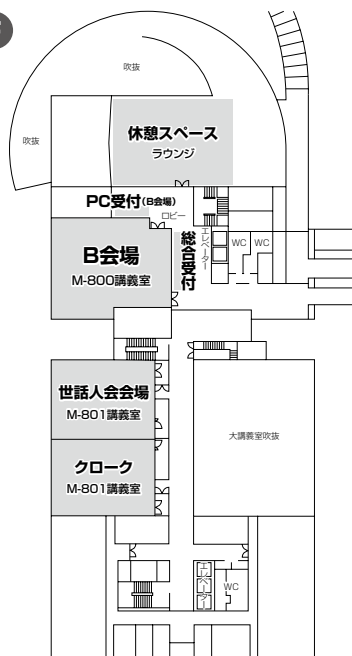 吹抜
吹抜
休憩スペース
ラウンジ
PC受付(B会場)
ロビー
総合受付
エレベーター
WC
WC
B会場
M-800講義室
世話人会会場
M-801講義室
大講義室吹抜
クローク
M-801講義室
エレベーター
WC